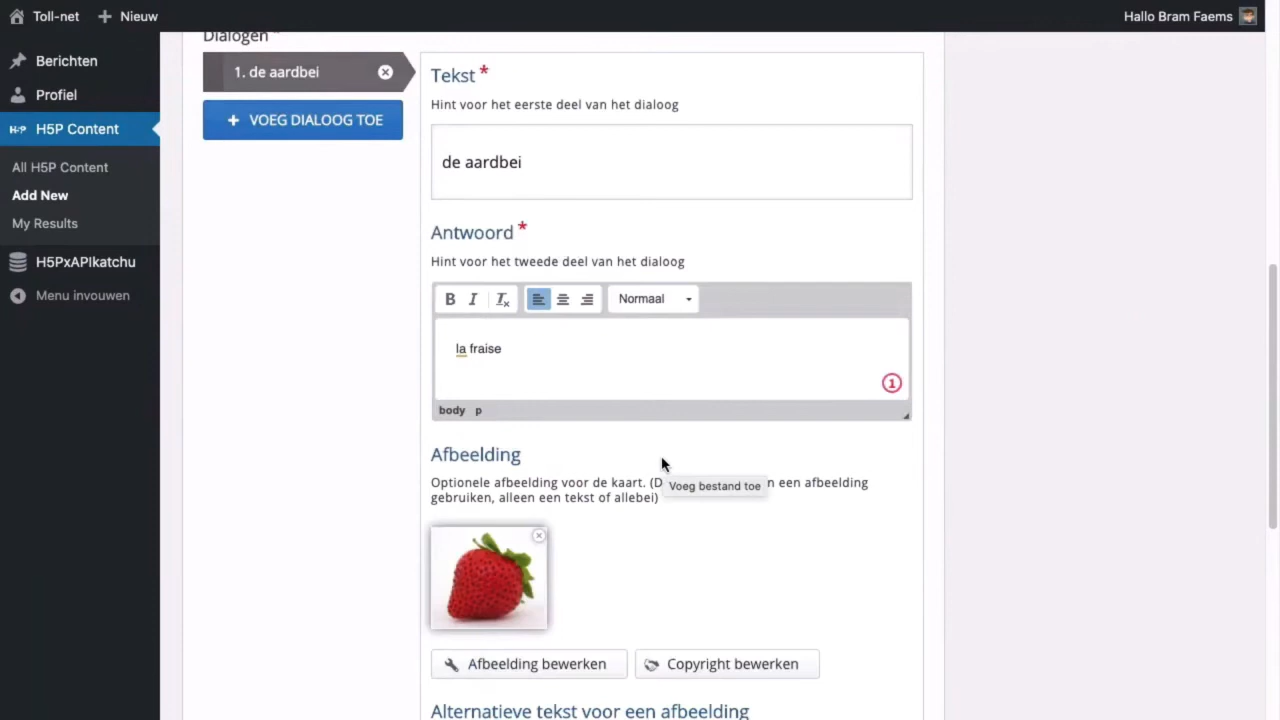 Toll-net
Nieuw
Hallo Bram Faems
Berichten
Profiel
H5P Content
All H5P Content
Add New
My Results
H5PxAPIkatchu
Menu invouwen
Dialogen *
1. de aardbei
+ VOEG DIALOOG TOE
Tekst *
Hint voor het eerste deel van het dialoog
de aardbei
Antwoord *
Hint voor het tweede deel van het dialoog
B I Tx Normaal
la fraise
1
body p
Afbeelding
Optionele afbeelding voor de kaart. (D n een afbeelding
Voeg bestand toe
gebruiken, alleen een tekst of allebei)
Afbeelding bewerken
Copyright bewerken
Alternatieve tekst voor een afbeelding